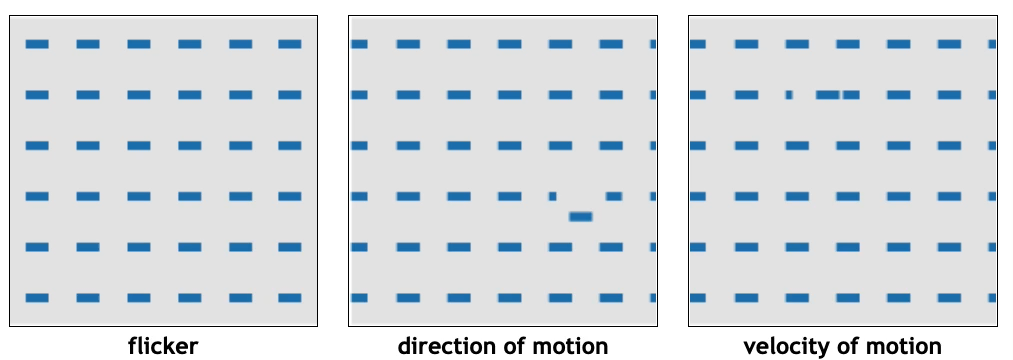 flicker
direction of motion
velocity of motion